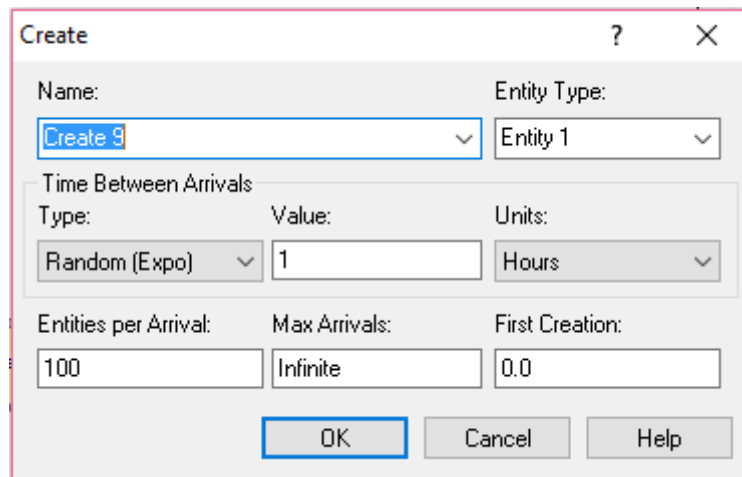 Create ?
Name: Entity Type:
Create 9 Entity 1
Time Between Arrivals
Type: Value: Units:
Random (Expo) 1 Hours
Entities per Arrival: Max Arrivals: First Creation:
100 Infinite 0.0
OK Cancel Help